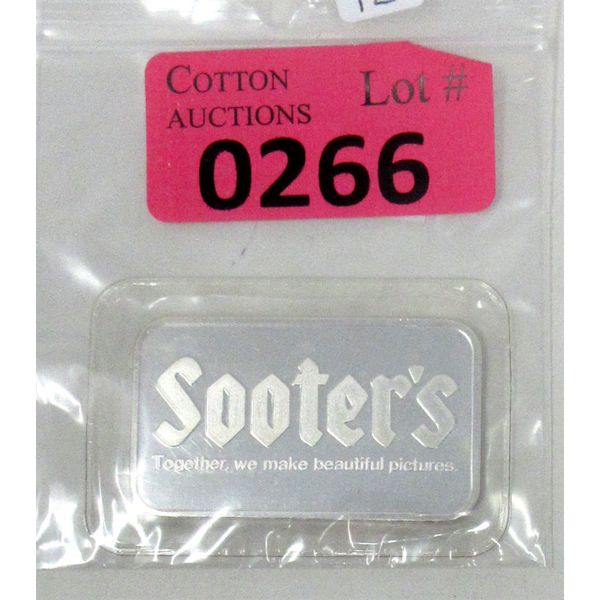 COTTON
AUCTIONS
Lot #
0266
Sooter's
Together, we make beautiful pictures.